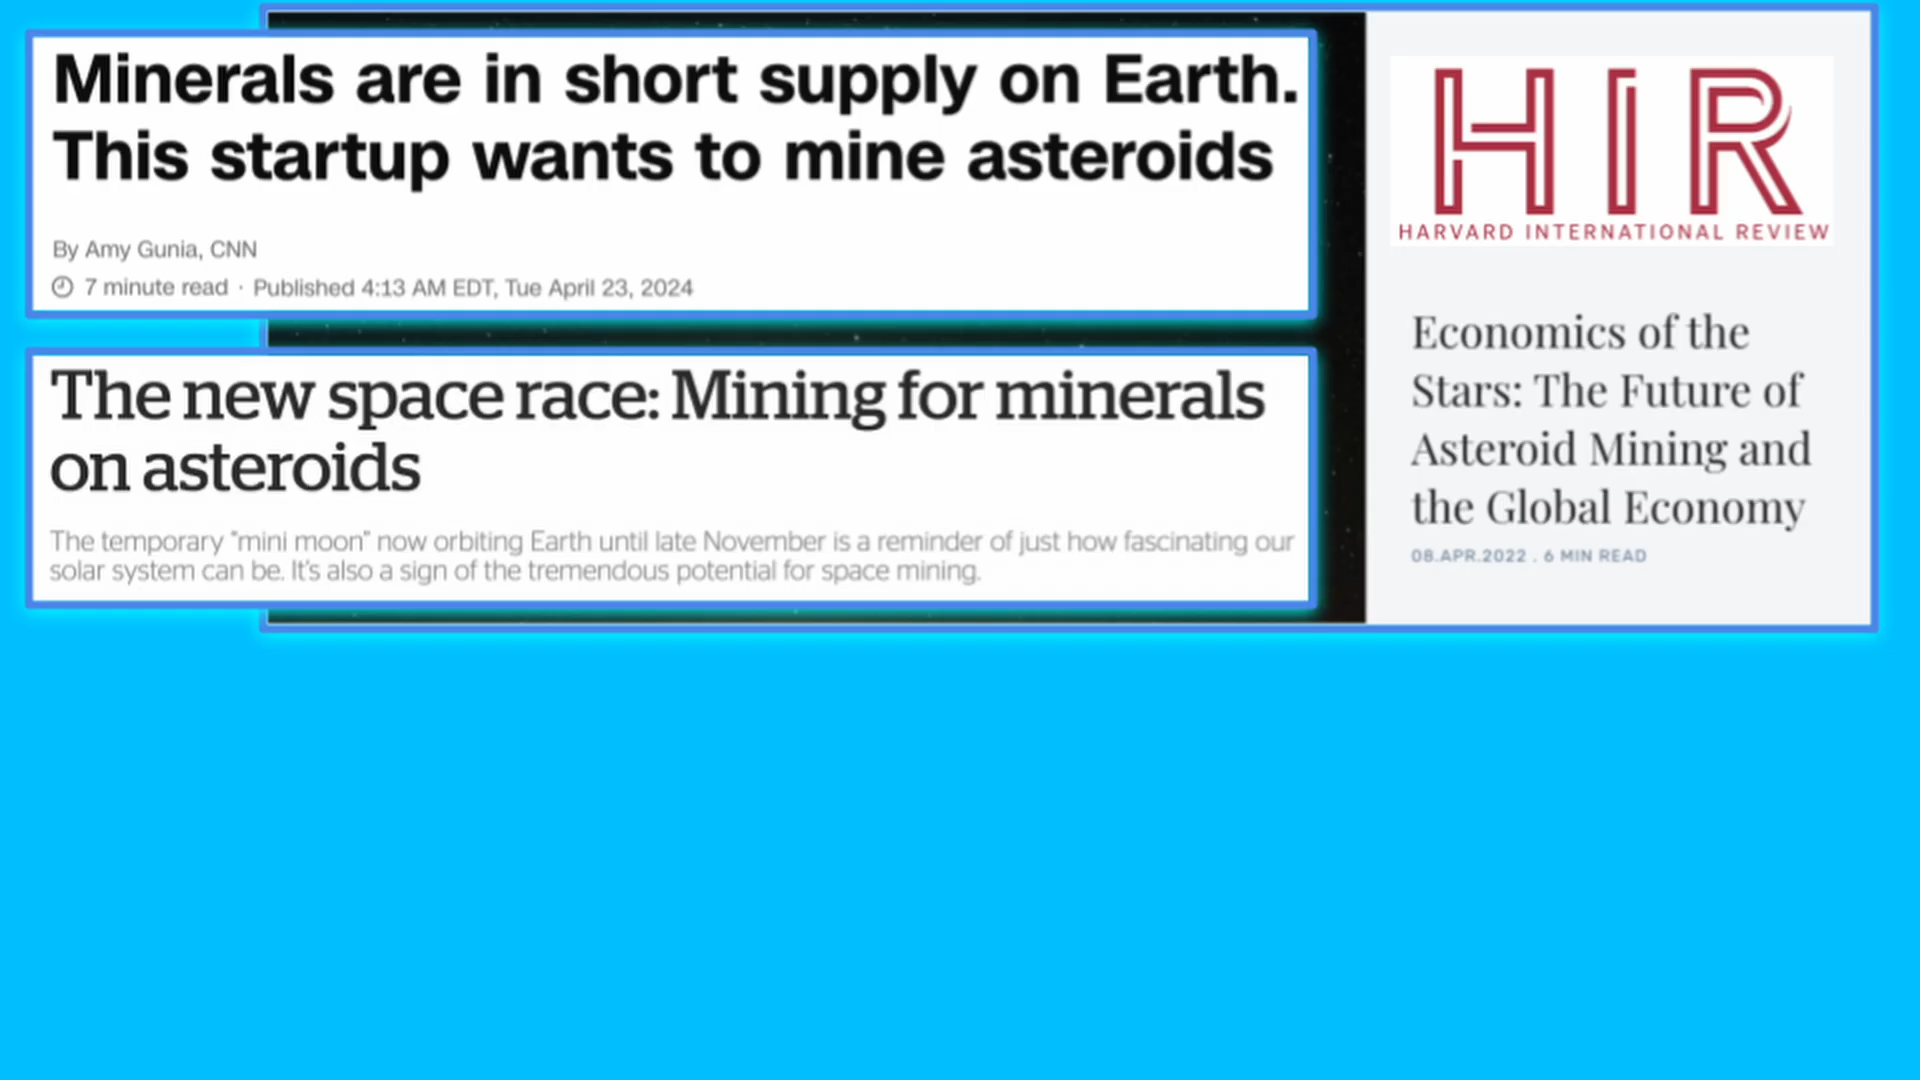 Minerals are in short supply on Earth.
This startup wants to mine asteroids
By Amy Gunia, CNN
7 minute read · Published 4:13 AM EDT, Tue April 23, 2024
The new space race: Mining for minerals
on asteroids
The temporary "mini moon" now orbiting Earth until late November is a reminder of just how fascinating our
solar system can be. It's also a sign of the tremendous potential for space mining.
HIR
HARVARD INTERNATIONAL REVIEW
Economics of the
Stars: The Future of
Asteroid Mining and
the Global Economy
08.APR.2022 . 6 MIN READ